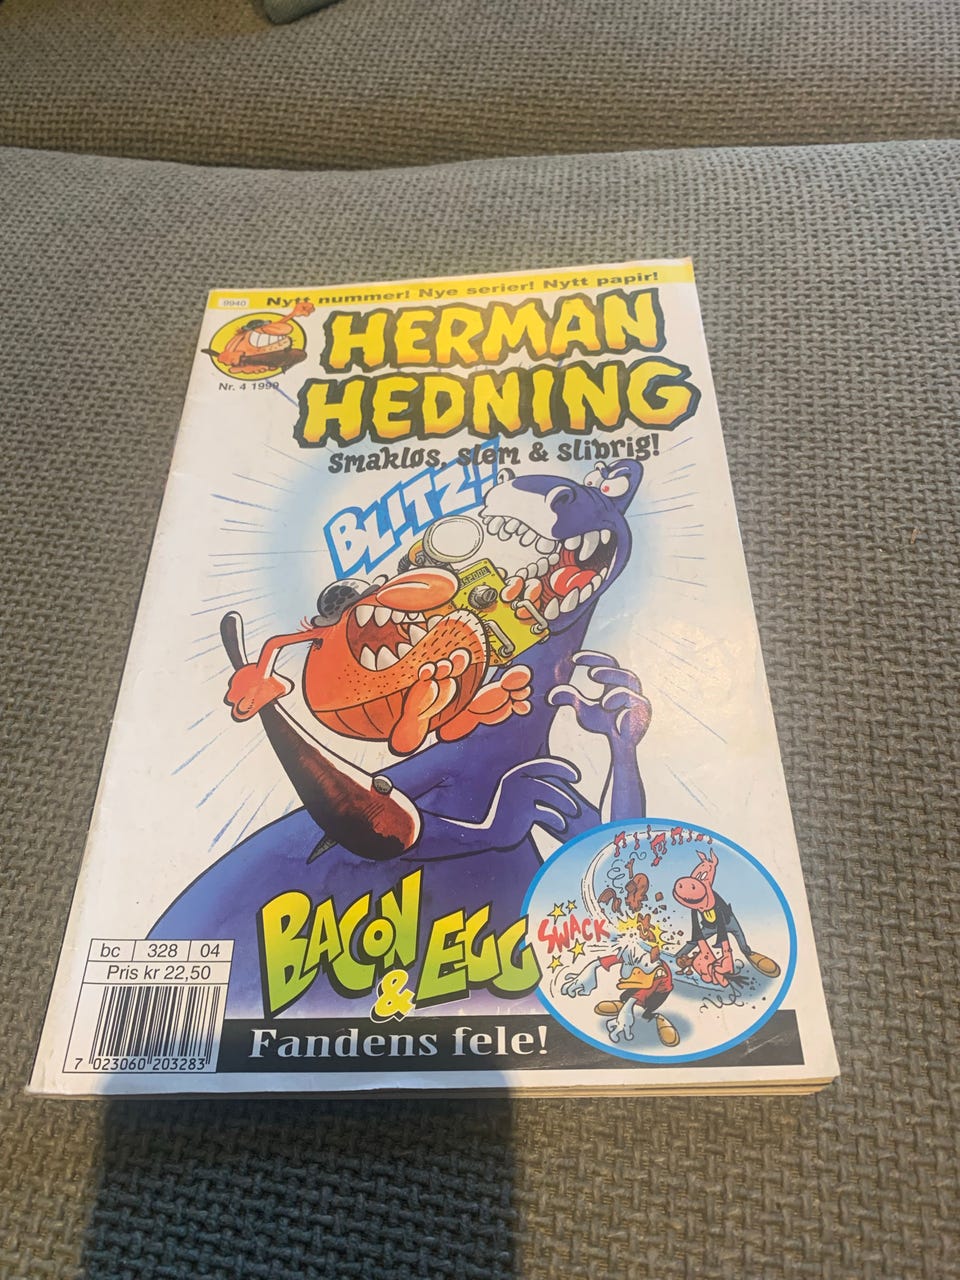 Nytt nummer! Nye serier! Nytt papir!
9940
HERMAN
HEDNING
Nr. 4 1999
Smakløs, slem & slibrig!
BLITZ!
SWACK
BACON
& EGG
bc 328 04
Pris kr 22,50
7 023060 203283
Fandens fele!